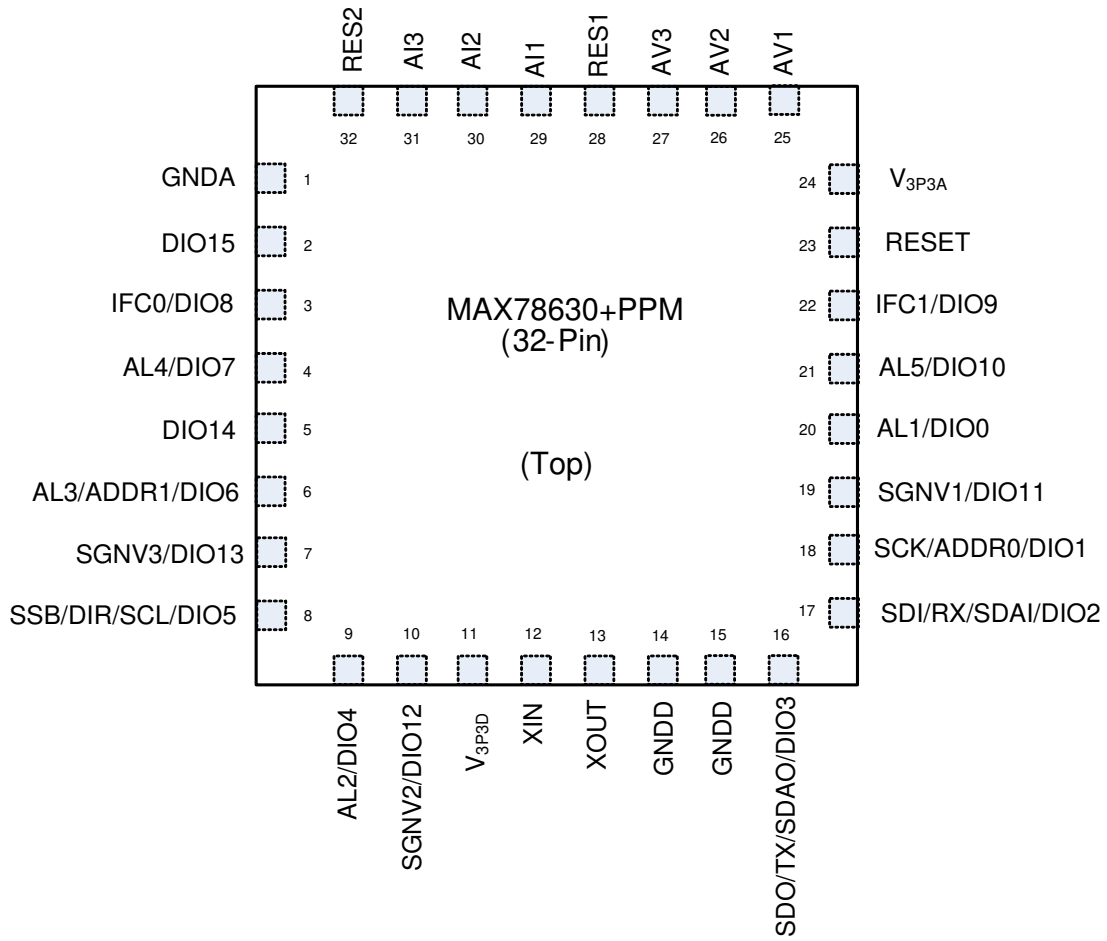 RES2
AI3
AI2
AI1
RES1
AV3
AV2
AV1
32
31
30
29
28
27
26
25
GNDA
1
24
V3P3A
DIO15
2
23
RESET
IFC0/DIO8
3
22
IFC1/DIO9
MAX78630+PPM
(32-Pin)
AL4/DIO7
4
21
AL5/DIO10
DIO14
5
20
AL1/DIO0
(Top)
AL3/ADDR1/DIO6
6
19
SGNV1/DIO11
SGNV3/DIO13
7
18
SCK/ADDR0/DIO1
SSB/DIR/SCL/DIO5
8
17
SDI/RX/SDAI/DIO2
9
10
11
12
13
14
15
16
AL2/DIO4
SGNV2/DIO12
V3P3D
XIN
XOUT
GNDD
GNDD
SDO/TX/SDAO/DIO3